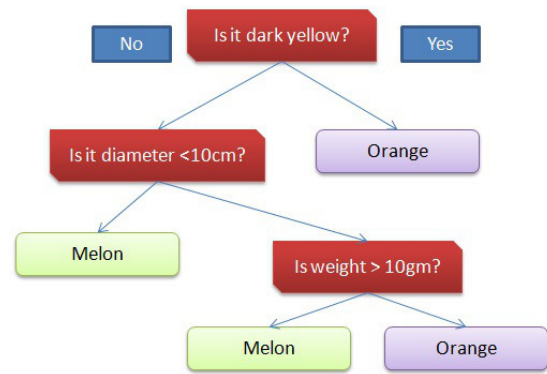 Is it dark yellow?
No
Yes
Is it diameter <10cm?
Orange
Melon
Is weight > 10gm?
Melon
Orange